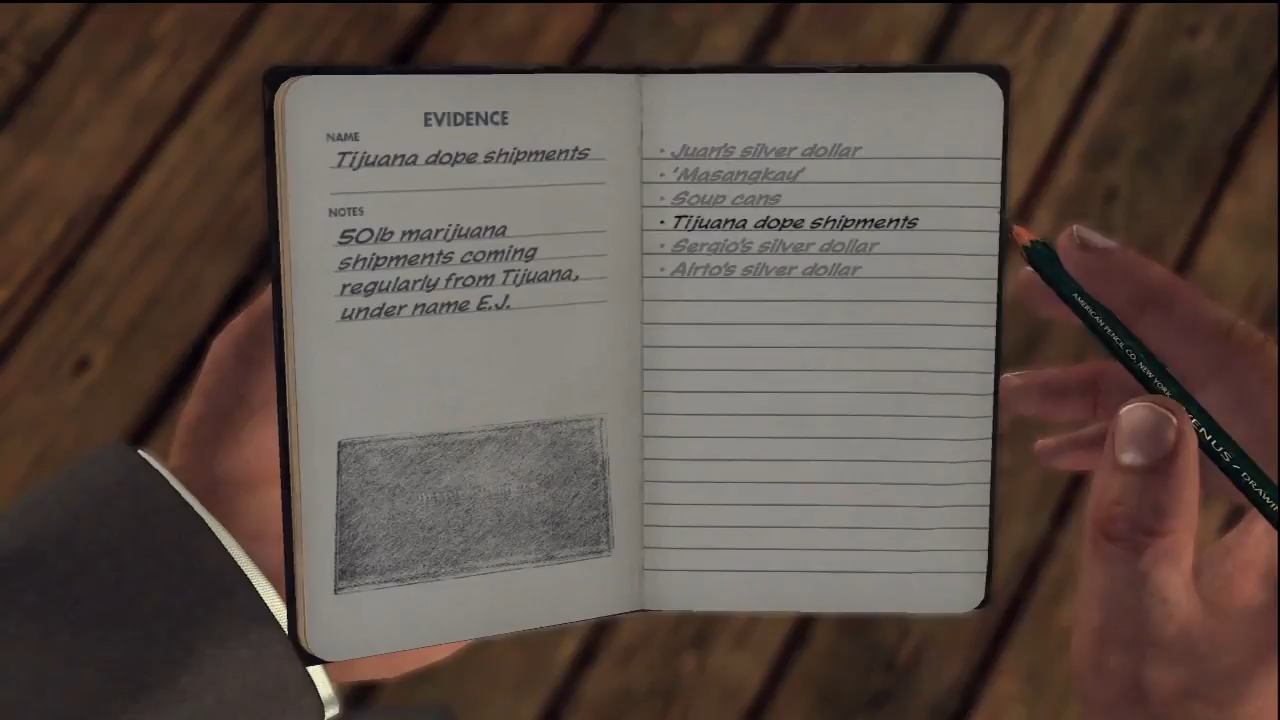 EVIDENCE
NAME
Tijuana dope shipments
NOTES
50lb marijuana
shipments coming
regularly from Tijuana,
under name E.J.
• Juan's silver dollar
• 'Masangkay'
• Soup cans
• Tijuana dope shipments
• Sergio's silver dollar
• Airto's silver dollar
AMERICAN PENCIL CO. NEW YORK
VENUS / DRAWIN